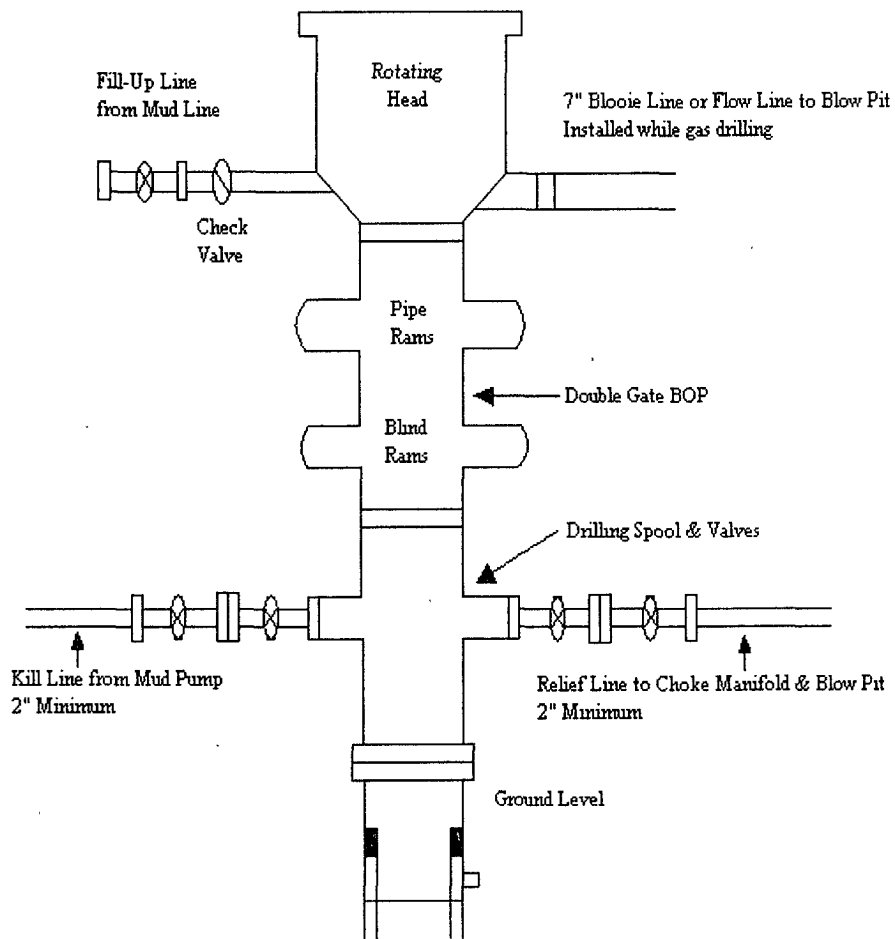 Rotating
Head
Fill-Up Line
from Mud Line
7" Blooie Line or Flow Line to Blow Pit
Installed while gas drilling
Check
Valve
Pipe
Rams
Double Gate BOP
Blind
Rams
Drilling Spool & Valves
Kill Line from Mud Pump
2" Minimum
Relief Line to Choke Manifold & Blow Pit
2" Minimum
Ground Level